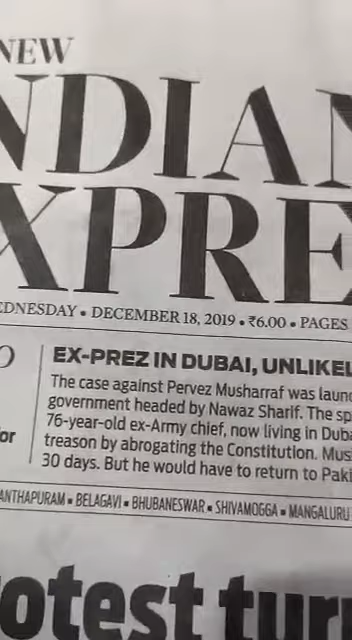 NEW
NDIAN
XPRE
EDNESDAY • DECEMBER 18, 2019 • ₹6.00 • PAGES
O
EX-PREZ IN DUBAI, UNLIKEL
The case against Pervez Musharraf was laun
government headed by Nawaz Sharif. The sp
76-year-old ex-Army chief, now living in Duba
for
treason by abrogating the Constitution. Mus
30 days. But he would have to return to Paki
ANTHAPURAM ▪ BELAGAVI ▪ BHUBANESWAR ▪ SHIVAMOGGA ▪ MANGALURU
otest turn